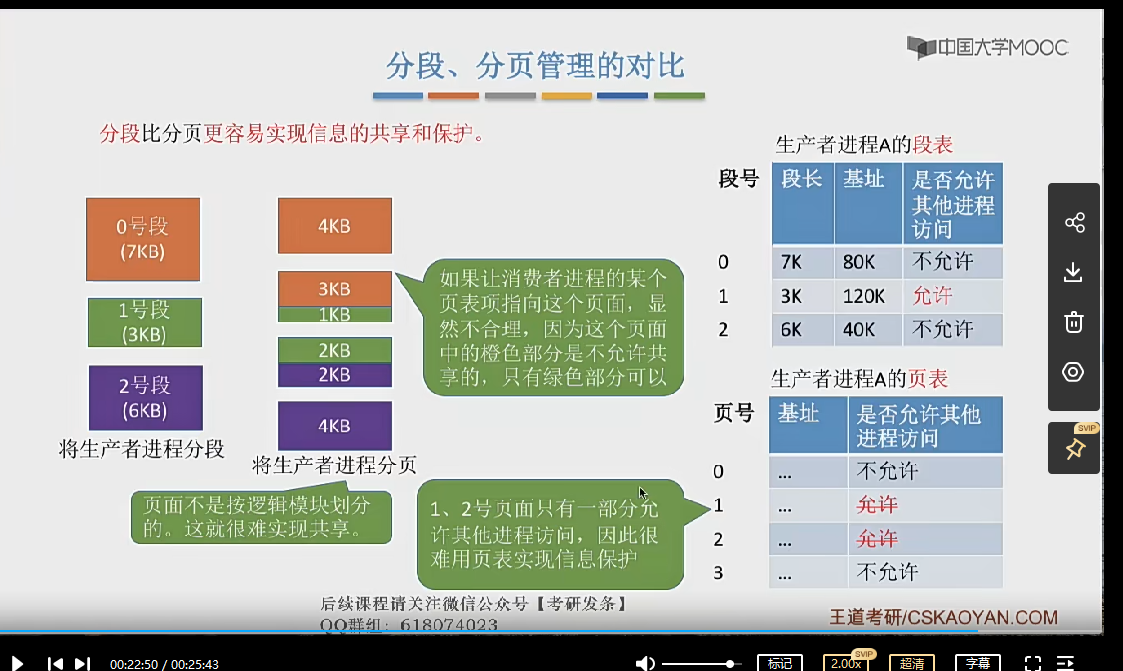 中国大学MOOC
分段、分页管理的对比
分段比分页更容易实现信息的共享和保护。
0号段
(7KB)
1号段
(3KB)
2号段
(6KB)
将生产者进程分段
4KB
3KB
1KB
2KB
2KB
4KB
将生产者进程分页
如果让消费者进程的某个
页表项指向这个页面，显
然不合理，因为这个页面
中的橙色部分是不允许共
享的，只有绿色部分可以
页面不是按逻辑模块划分
的。这就很难实现共享。
1、2号页面只有一部分允
许其他进程访问，因此很
难用页表实现信息保护
生产者进程A的段表
段号 段长 基址 是否允许
其他进程
访问
0 7K 80K 不允许
1 3K 120K 允许
2 6K 40K 不允许
生产者进程A的页表
页号 基址 是否允许其他
进程访问
0 ... 不允许
1 ... 允许
2 ... 允许
3 ... 不允许
后续课程请关注微信公众号【考研发条】
QQ群组：618074023
王道考研/CSKAOYAN.COM
SVIP
00:22:50 / 00:25:43
标记
2.00x
SVIP
超清
字幕